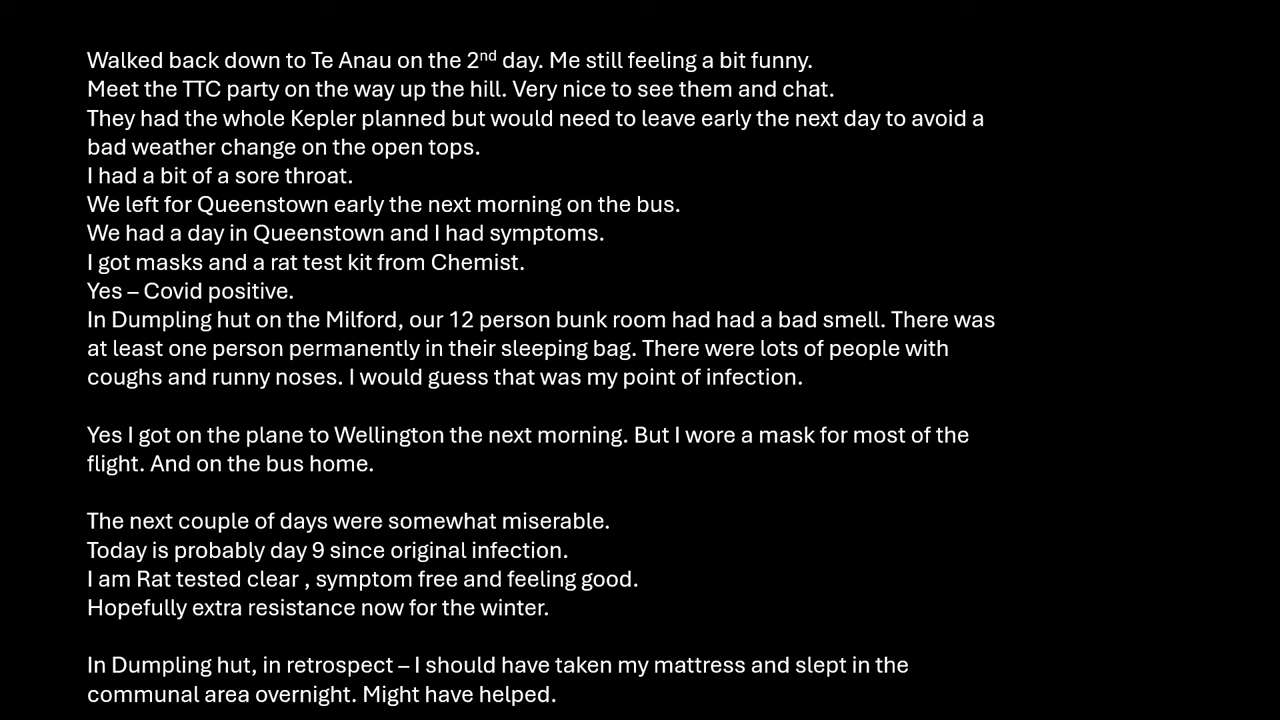 Walked back down to Te Anau on the 2nd day. Me still feeling a bit funny.
Meet the TTC party on the way up the hill. Very nice to see them and chat.
They had the whole Kepler planned but would need to leave early the next day to avoid a
bad weather change on the open tops.
I had a bit of a sore throat.
We left for Queenstown early the next morning on the bus.
We had a day in Queenstown and I had symptoms.
I got masks and a rat test kit from Chemist.
Yes – Covid positive.
In Dumpling hut on the Milford, our 12 person bunk room had had a bad smell. There was
at least one person permanently in their sleeping bag. There were lots of people with
coughs and runny noses. I would guess that was my point of infection.
Yes I got on the plane to Wellington the next morning. But I wore a mask for most of the
flight. And on the bus home.
The next couple of days were somewhat miserable.
Today is probably day 9 since original infection.
I am Rat tested clear , symptom free and feeling good.
Hopefully extra resistance now for the winter.
In Dumpling hut, in retrospect – I should have taken my mattress and slept in the
communal area overnight. Might have helped.